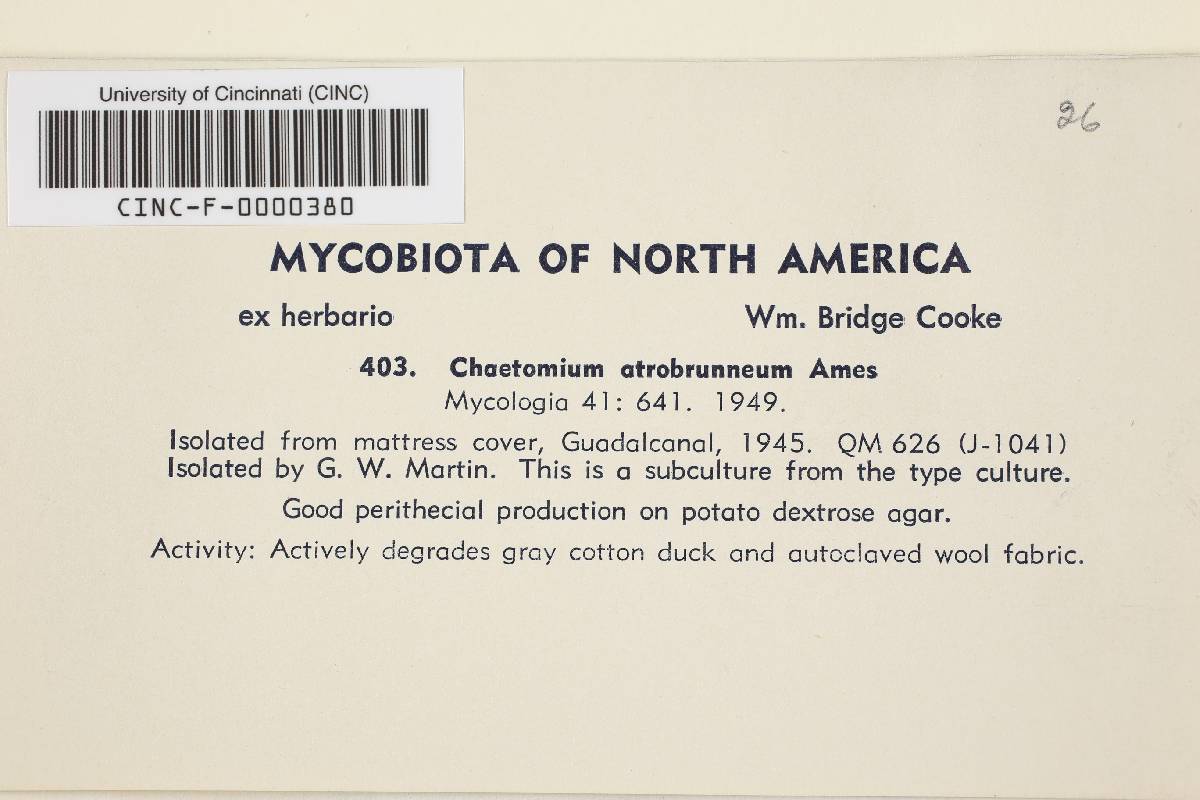 University of Cincinnati (CINC)
CINC-F-0000380
26
MYCOBIOTA OF NORTH AMERICA
ex herbario Wm. Bridge Cooke
403. Chaetomium atrobrunneum Ames
Mycologia 41: 641. 1949.
Isolated from mattress cover, Guadalcanal, 1945. QM 626 (J-1041)
Isolated by G. W. Martin. This is a subculture from the type culture.
Good perithecial production on potato dextrose agar.
Activity: Actively degrades gray cotton duck and autoclaved wool fabric.